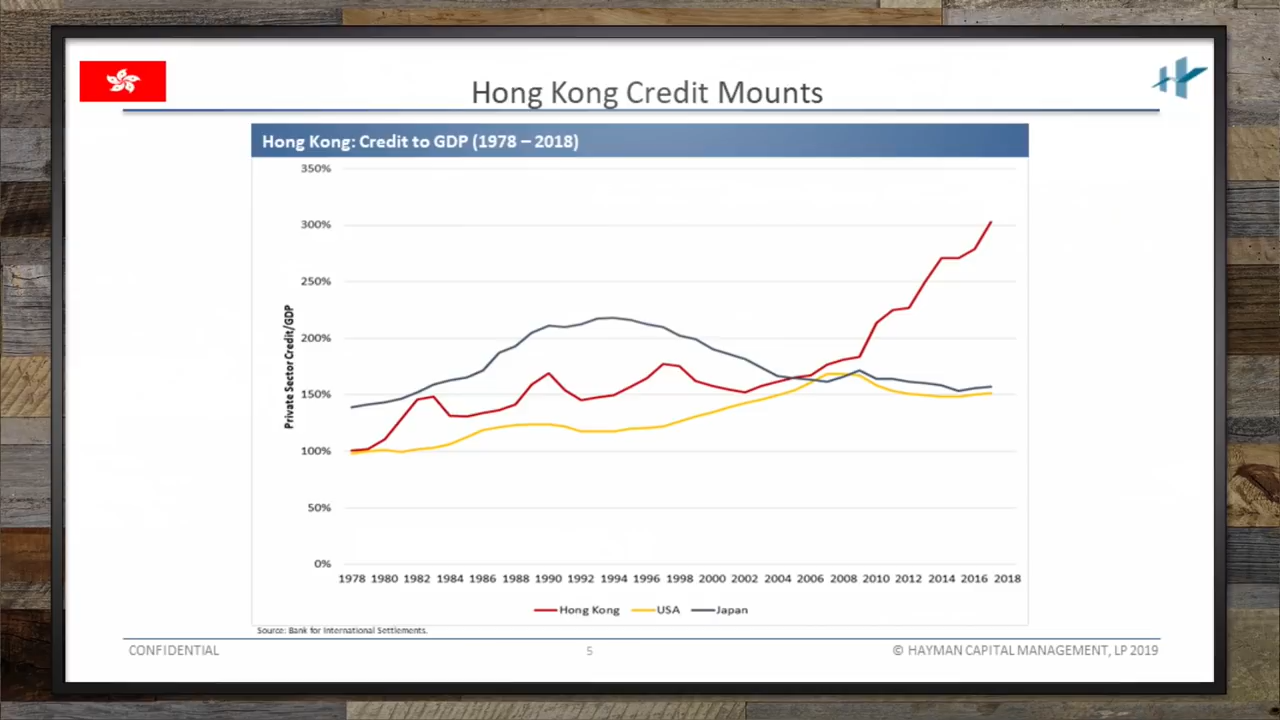 Hong Kong Credit Mounts
Hong Kong: Credit to GDP (1978 – 2018)
350%
300%
250%
200%
150%
100%
50%
0%
Private Sector Credit/GDP
1978 1980 1982 1984 1986 1988 1990 1992 1994 1996 1998 2000 2002 2004 2006 2008 2010 2012 2014 2016 2018
Hong Kong USA Japan
Source: Bank for International Settlements.
CONFIDENTIAL 5 © HAYMAN CAPITAL MANAGEMENT, LP 2019